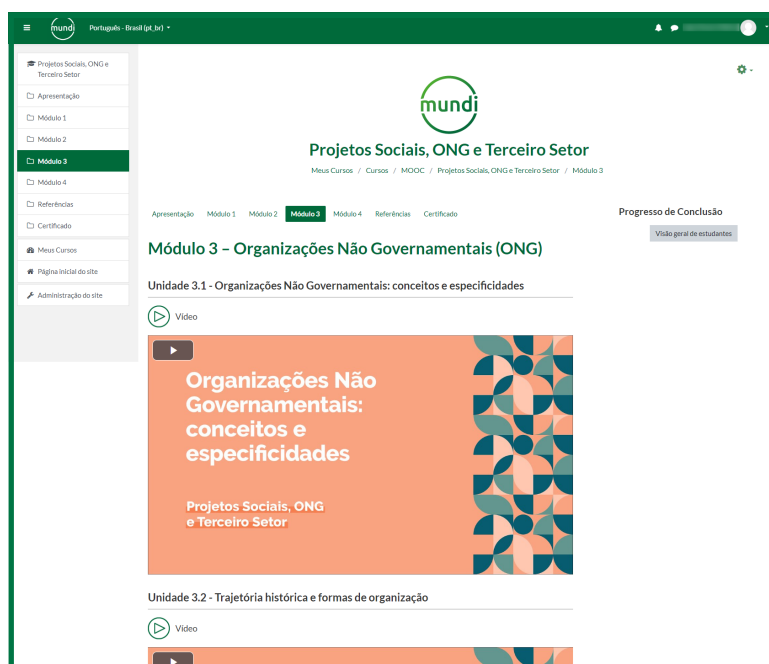 mundi
Português - Brasil (pt_br)
Projetos Sociais, ONG e
Terceiro Setor
Apresentação
Módulo 1
Módulo 2
Módulo 3
Módulo 4
Referências
Certificado
Meus Cursos
Página inicial do site
Administração do site
mundi
Projetos Sociais, ONG e Terceiro Setor
Meus Cursos / Cursos / MOOC / Projetos Sociais, ONG e Terceiro Setor / Módulo 3
Apresentação Módulo 1 Módulo 2 Módulo 3 Módulo 4 Referências Certificado
Progresso de Conclusão
Visão geral de estudantes
Módulo 3 – Organizações Não Governamentais (ONG)
Unidade 3.1 - Organizações Não Governamentais: conceitos e especificidades
Vídeo
Organizações Não
Governamentais:
conceitos e
especificidades
Projetos Sociais, ONG
e Terceiro Setor
Unidade 3.2 - Trajetória histórica e formas de organização
Vídeo